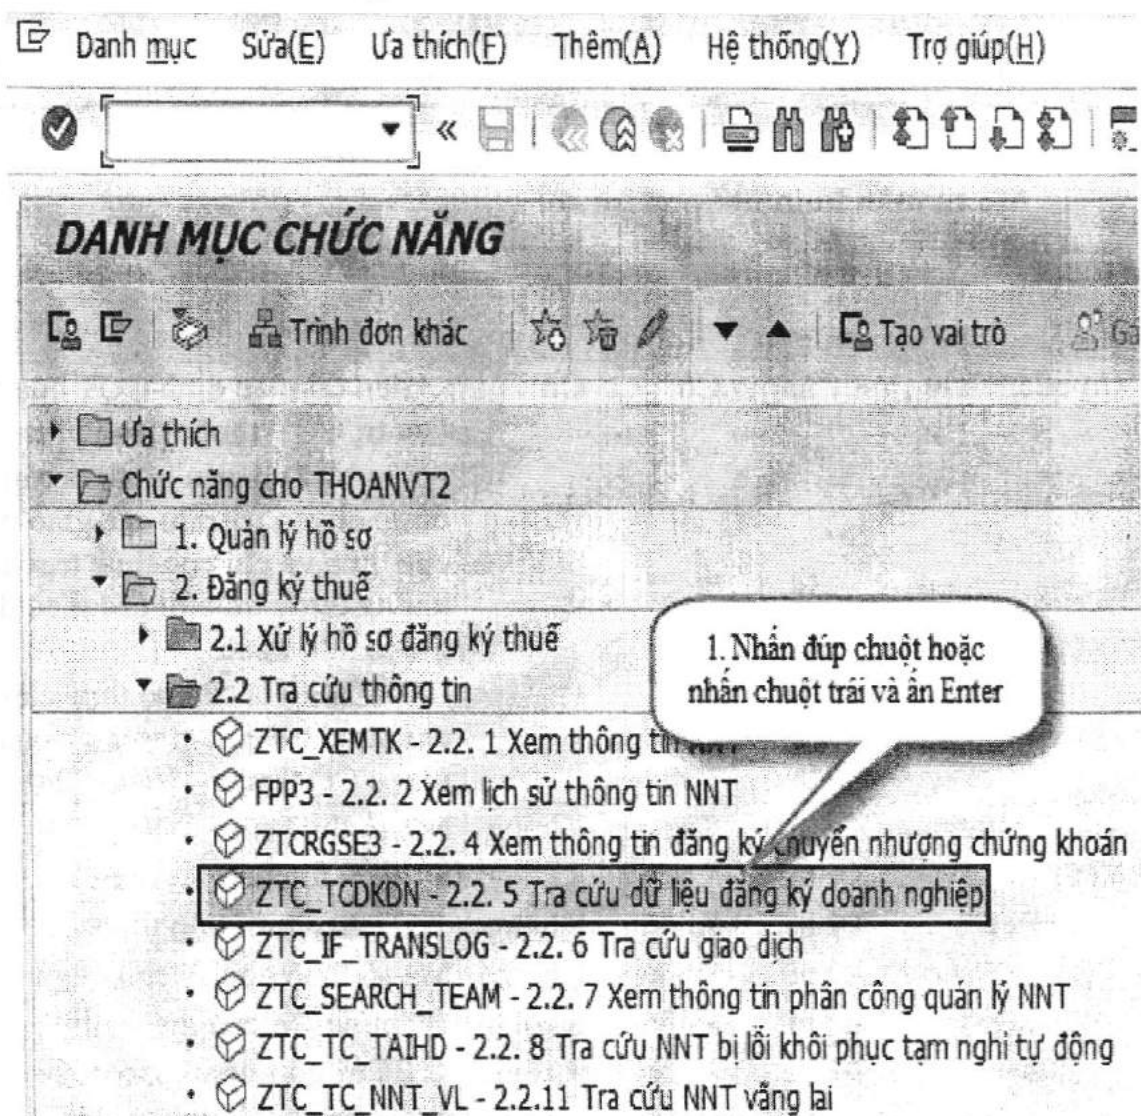 Danh mục Sửa(E) Ưa thích(F) Thêm(A) Hệ thống(Y) Trợ giúp(H)
DANH MỤC CHỨC NĂNG
Trình đơn khác Tạo vai trò
Ưa thích
Chức năng cho THOANVT2
1. Quản lý hồ sơ
2. Đăng ký thuế
2.1 Xử lý hồ sơ đăng ký thuế
1. Nhấn đúp chuột hoặc
nhấn chuột trái và ấn Enter
2.2 Tra cứu thông tin
ZTC_XEMTK - 2.2. 1 Xem thông tin
FPP3 - 2.2. 2 Xem lịch sử thông tin NNT
ZTCRGSE3 - 2.2. 4 Xem thông tin đăng ký chuyển nhượng chứng khoán
ZTC_TCDKDN - 2.2. 5 Tra cứu dữ liệu đăng ký doanh nghiệp
ZTC_IF_TRANSLOG - 2.2. 6 Tra cứu giao dịch
ZTC_SEARCH_TEAM - 2.2. 7 Xem thông tin phân công quản lý NNT
ZTC_TC_TAIHD - 2.2. 8 Tra cứu NNT bị lỗi khôi phục tạm nghỉ tự động
ZTC_TC_NNT_VL - 2.2.11 Tra cứu NNT vãng lai